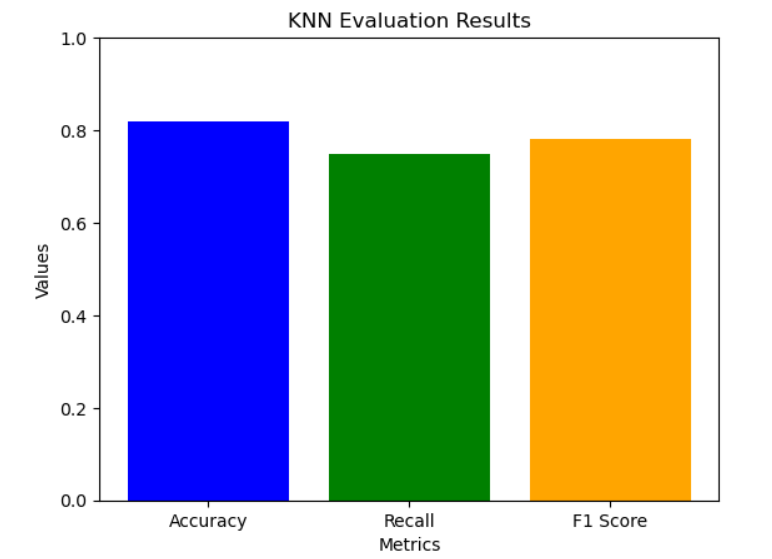 KNN Evaluation Results
1.0
0.8
0.6
0.4
0.2
0.0
Values
Accuracy Recall F1 Score
Metrics